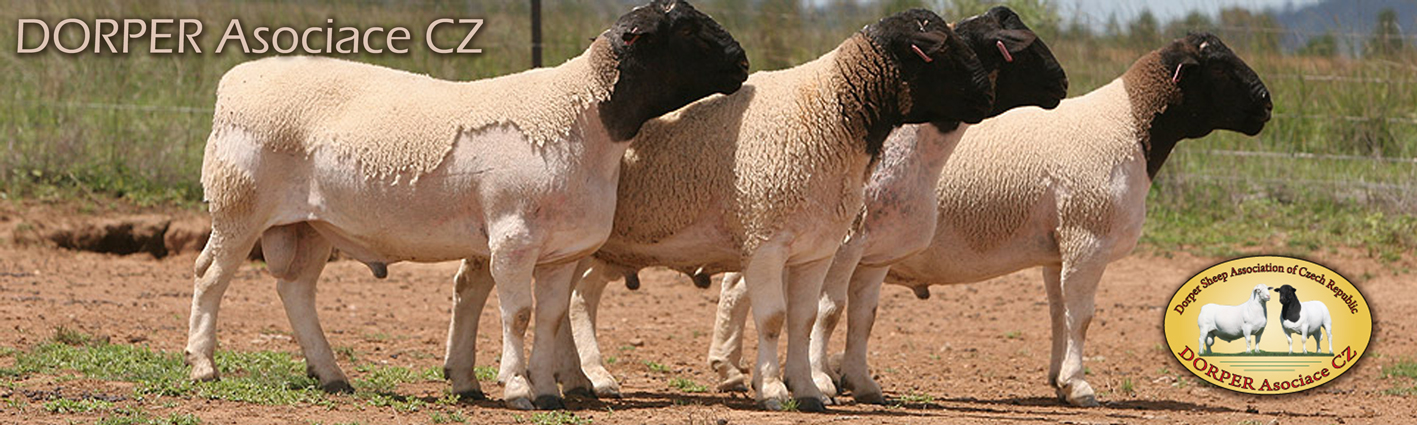 DORPER Asociace CZ
Dorper Sheep Association of Czech Republic
DORPER Asociace CZ